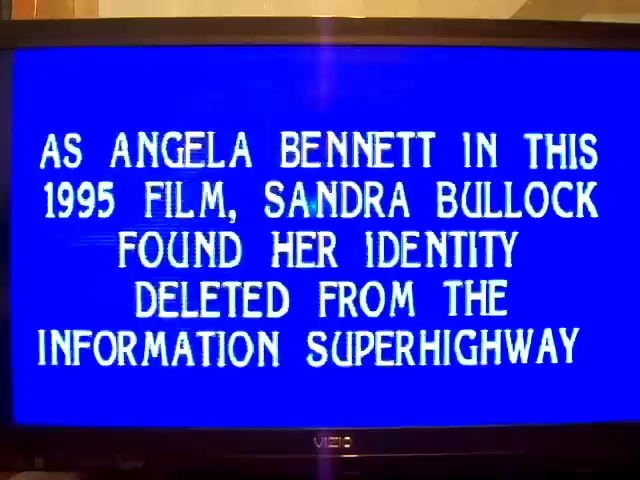 AS ANGELA BENNETT IN THIS
1995 FILM, SANDRA BULLOCK
FOUND HER IDENTITY
DELETED FROM THE
INFORMATION SUPERHIGHWAY
VIZIO